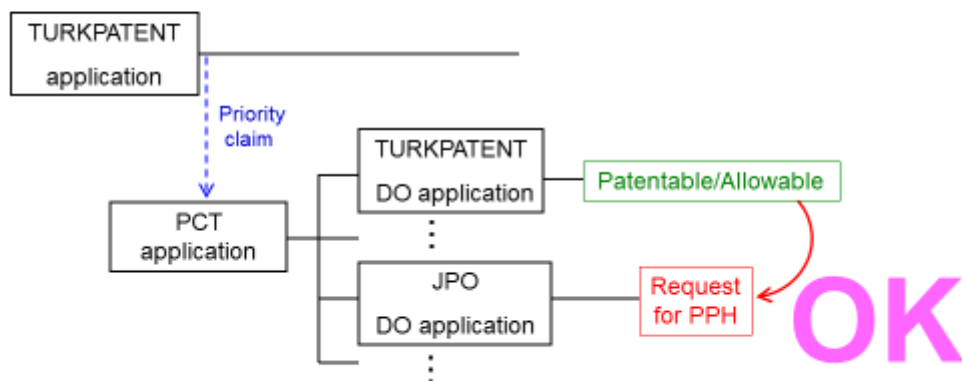 TURKPATENT
application
Priority
claim
TURKPATENT
DO application
Patentable/Allowable
PCT
application
JPO
DO application
Request
for PPH
OK